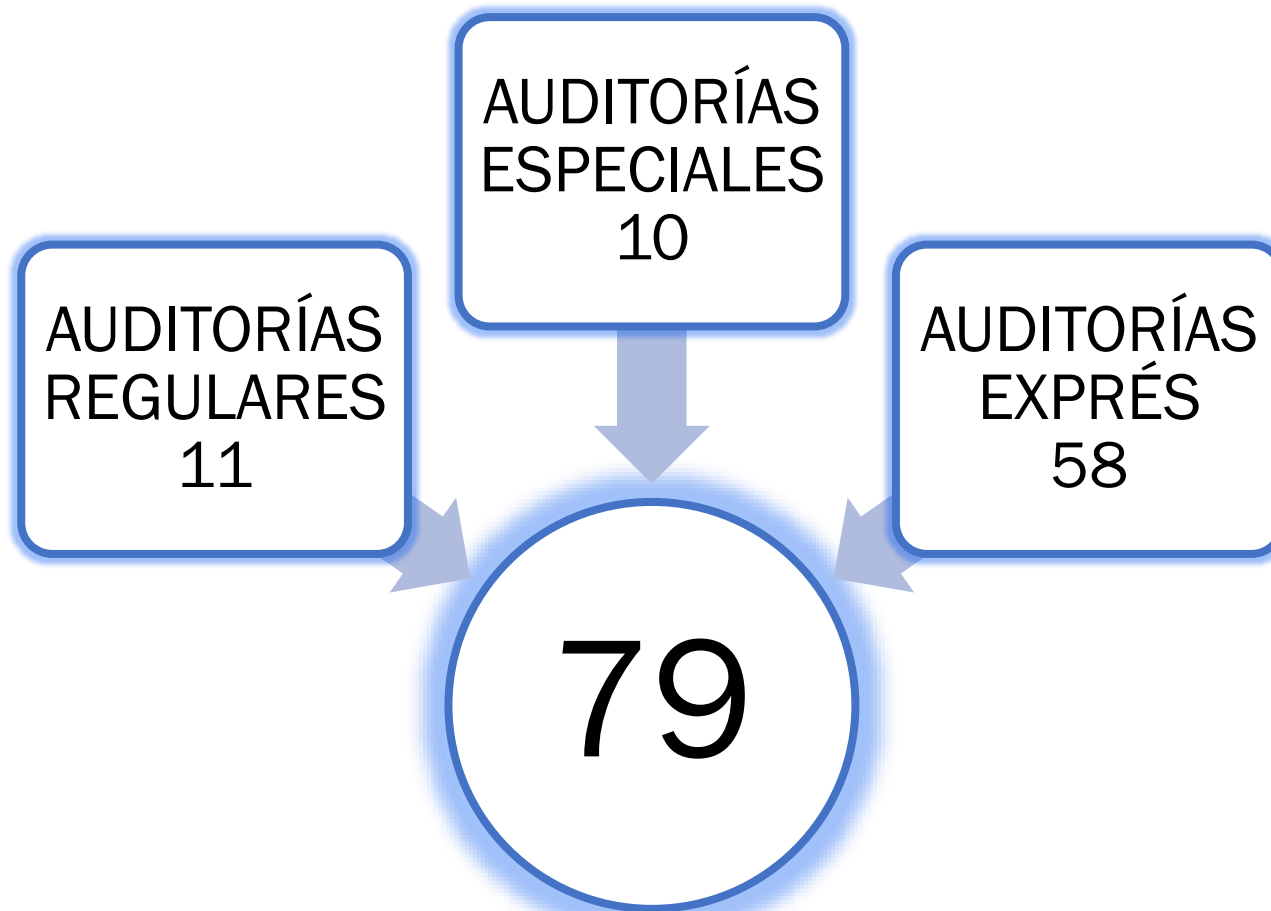 AUDITORÍAS
REGULARES
11
AUDITORÍAS
ESPECIALES
10
AUDITORÍAS
EXPRÉS
58
79